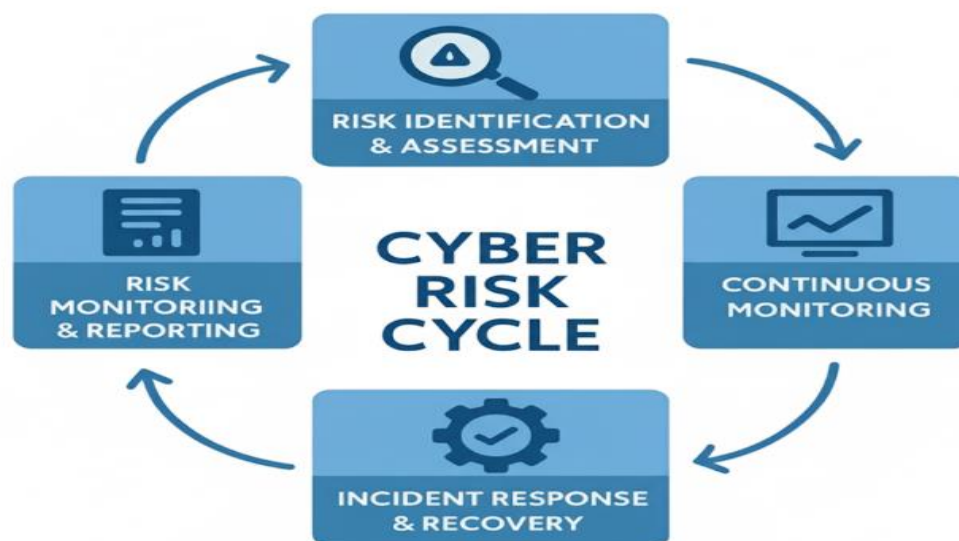 RISK IDENTIFICATION
& ASSESSMENT
CYBER
RISK
CYCLE
RISK
MONITORIING
& REPORTING
CONTINUOUS
MONITORING
INCIDENT RESPONSE
& RECOVERY